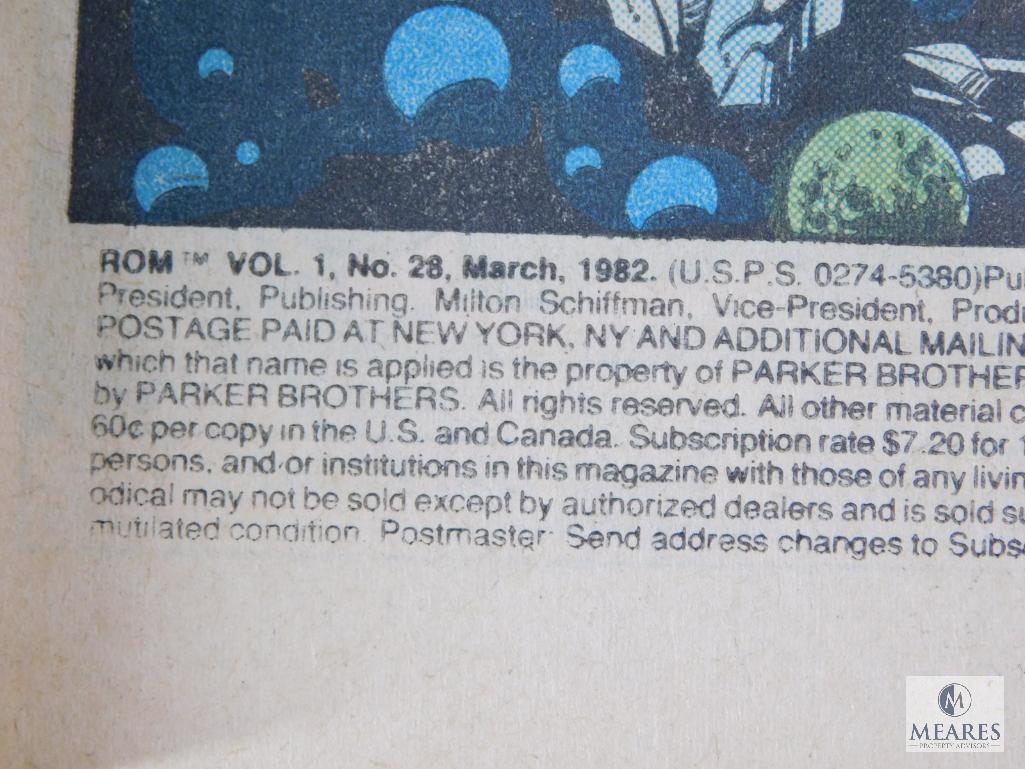 ROM™ VOL. 1, No. 28, March, 1982. (U.S.P.S. 0274-5380)Pu
President, Publishing. Milton Schiffman, Vice-President, Prod
POSTAGE PAID AT NEW YORK, NY AND ADDITIONAL MAILIN
which that name is applied is the property of PARKER BROTHER
by PARKER BROTHERS. All rights reserved. All other material c
60¢ per copy in the U.S. and Canada. Subscription rate $7.20 for 1
persons, and/or institutions in this magazine with those of any livin
odical may not be sold except by authorized dealers and is sold su
mutilated condition. Postmaster: Send address changes to Subs
M
MEARES
PROPERTY ADVISORS